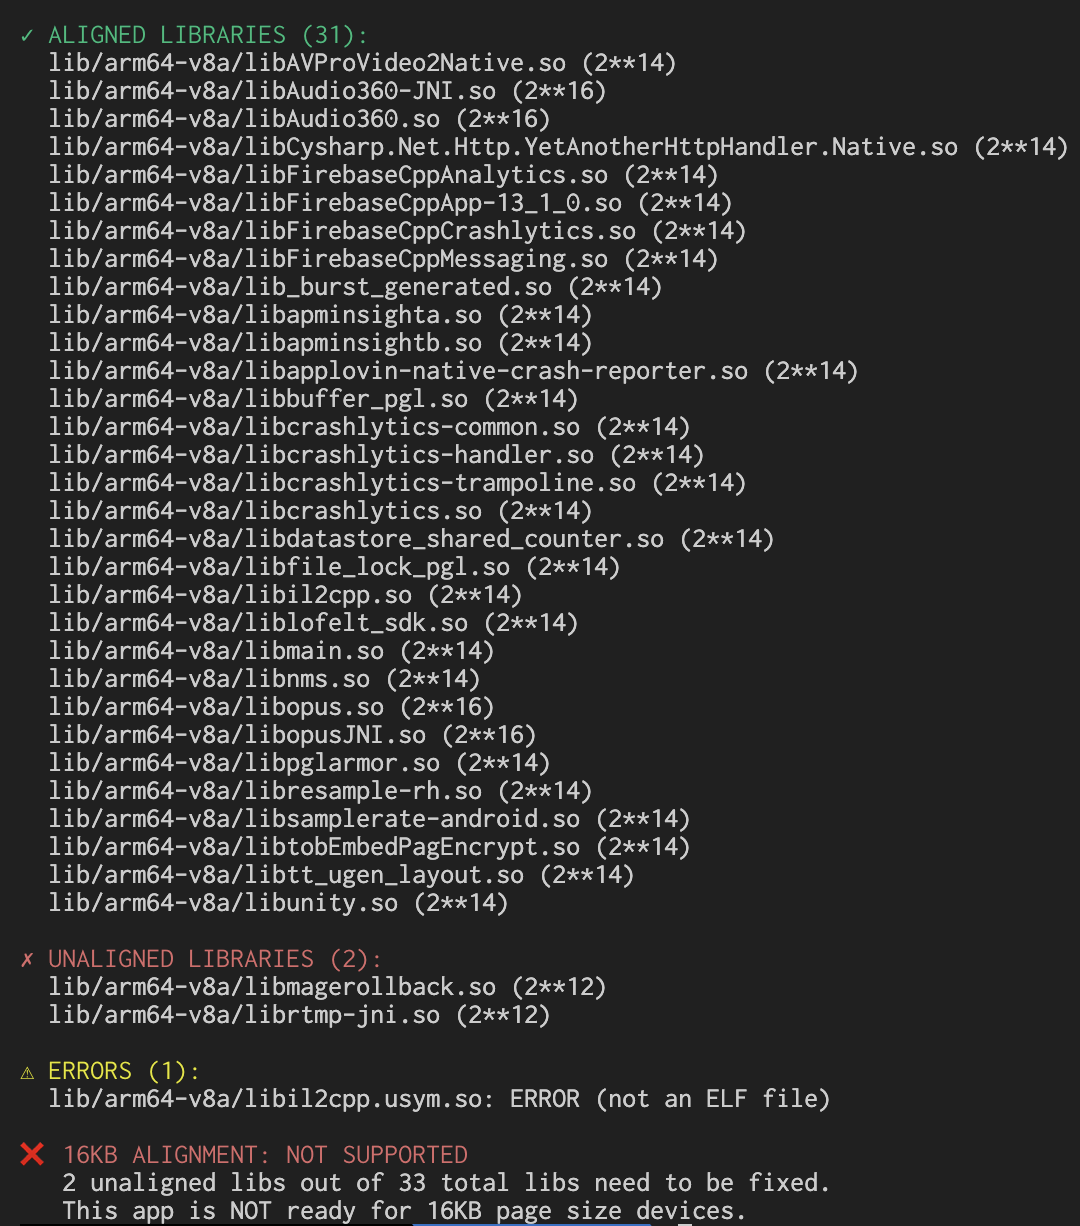 ✓ ALIGNED LIBRARIES (31):
lib/arm64-v8a/libAVProVideo2Native.so (2**14)
lib/arm64-v8a/libAudio360-JNI.so (2**16)
lib/arm64-v8a/libAudio360.so (2**16)
lib/arm64-v8a/libCysharp.Net.Http.YetAnotherHttpHandler.Native.so (2**14)
lib/arm64-v8a/libFirebaseCppAnalytics.so (2**14)
lib/arm64-v8a/libFirebaseCppApp-13_1_0.so (2**14)
lib/arm64-v8a/libFirebaseCppCrashlytics.so (2**14)
lib/arm64-v8a/libFirebaseCppMessaging.so (2**14)
lib/arm64-v8a/lib_burst_generated.so (2**14)
lib/arm64-v8a/libapminsighta.so (2**14)
lib/arm64-v8a/libapminsightb.so (2**14)
lib/arm64-v8a/libapplovin-native-crash-reporter.so (2**14)
lib/arm64-v8a/libbuffer_pgl.so (2**14)
lib/arm64-v8a/libcrashlytics-common.so (2**14)
lib/arm64-v8a/libcrashlytics-handler.so (2**14)
lib/arm64-v8a/libcrashlytics-trampoline.so (2**14)
lib/arm64-v8a/libcrashlytics.so (2**14)
lib/arm64-v8a/libdatastore_shared_counter.so (2**14)
lib/arm64-v8a/libfile_lock_pgl.so (2**14)
lib/arm64-v8a/libil2cpp.so (2**14)
lib/arm64-v8a/liblofelt_sdk.so (2**14)
lib/arm64-v8a/libmain.so (2**14)
lib/arm64-v8a/libnms.so (2**14)
lib/arm64-v8a/libopus.so (2**16)
lib/arm64-v8a/libopusJNI.so (2**16)
lib/arm64-v8a/libpglarmor.so (2**14)
lib/arm64-v8a/libresample-rh.so (2**14)
lib/arm64-v8a/libsamplerate-android.so (2**14)
lib/arm64-v8a/libtobEmbedPagEncrypt.so (2**14)
lib/arm64-v8a/libtt_ugen_layout.so (2**14)
lib/arm64-v8a/libunity.so (2**14)
✗ UNALIGNED LIBRARIES (2):
lib/arm64-v8a/libmagerollback.so (2**12)
lib/arm64-v8a/librtmp-jni.so (2**12)
⚠ ERRORS (1):
lib/arm64-v8a/libil2cpp.usym.so: ERROR (not an ELF file)
❌ 16KB ALIGNMENT: NOT SUPPORTED
2 unaligned libs out of 33 total libs need to be fixed.
This app is NOT ready for 16KB page size devices.